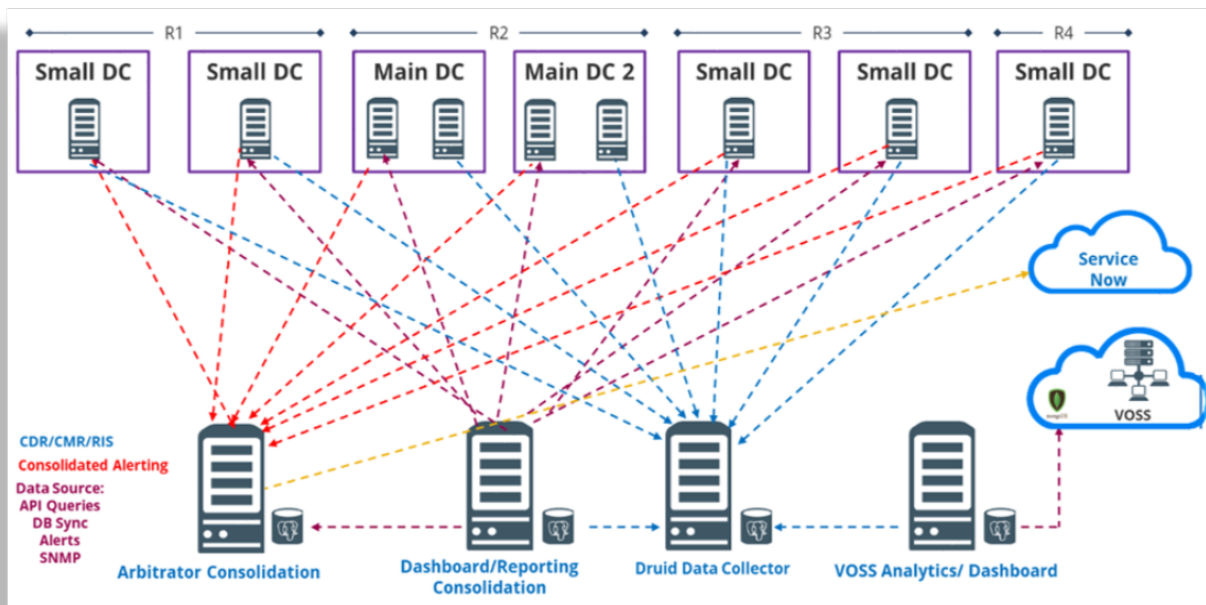 R1
R2
R3
R4
Small DC
Small DC
Main DC
Main DC 2
Small DC
Small DC
Small DC
Service
Now
VOSS
CDR/CMR/RIS
Consolidated Alerting
Data Source:
API Queries
DB Sync
Alerts
SNMP
Arbitrator Consolidation
Dashboard/Reporting
Consolidation
Druid Data Collector
VOSS Analytics/ Dashboard